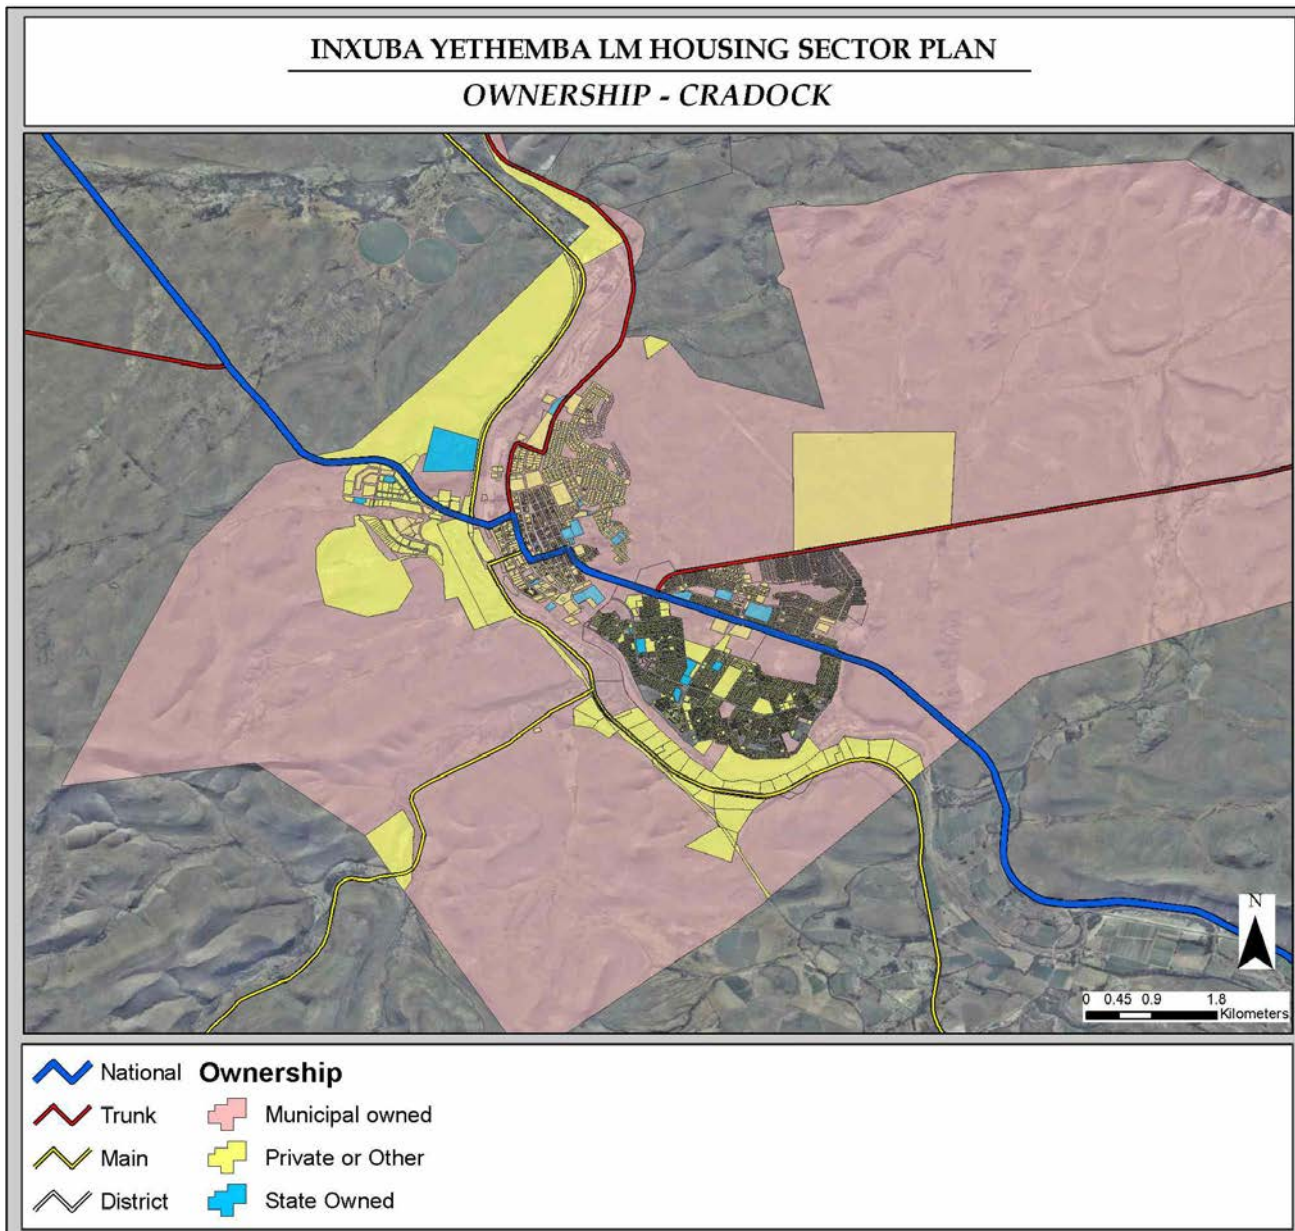 INXUBA YETHEMBA LM HOUSING SECTOR PLAN
OWNERSHIP - CRADOCK
N
0 0.45 0.9 1.8
Kilometers
National
Trunk
Main
District
Ownership
Municipal owned
Private or Other
State Owned